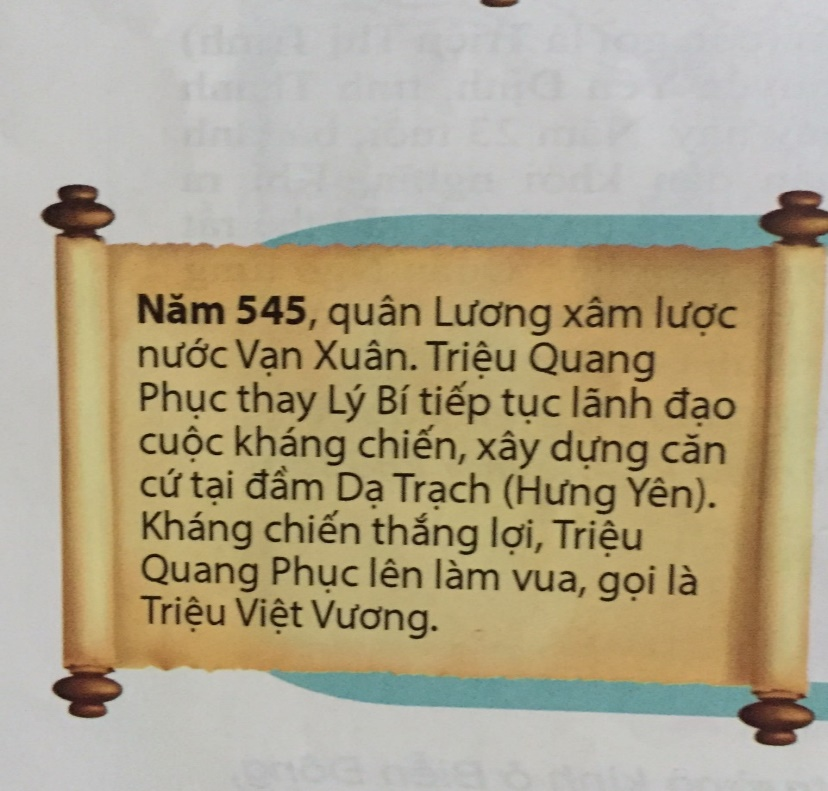 Năm 545, quân Lương xâm lược
nước Vạn Xuân. Triệu Quang
Phục thay Lý Bí tiếp tục lãnh đạo
cuộc kháng chiến, xây dựng căn
cứ tại đầm Dạ Trạch (Hưng Yên).
Kháng chiến thắng lợi, Triệu
Quang Phục lên làm vua, gọi là
Triệu Việt Vương.